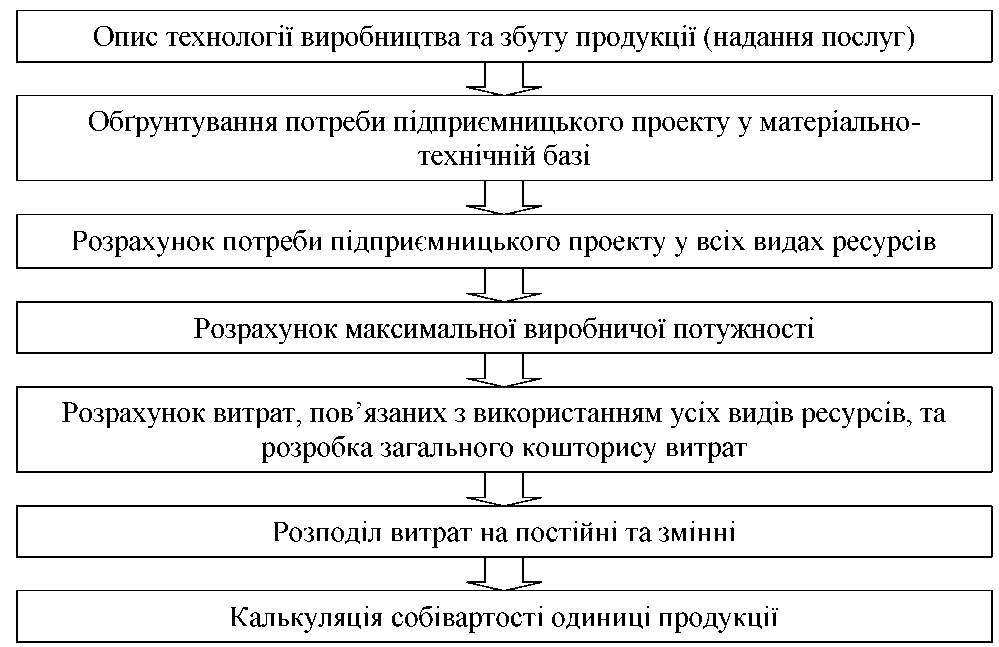 Опис технології виробництва та збуту продукції (надання послуг)
Обґрунтування потреби підприємницького проекту у матеріально-
технічній базі
Розрахунок потреби підприємницького проекту у всіх видах ресурсів
Розрахунок максимальної виробничої потужності
Розрахунок витрат, пов’язаних з використанням усіх видів ресурсів, та
розробка загального кошторису витрат
Розподіл витрат на постійні та змінні
Калькуляція собівартості одиниці продукції